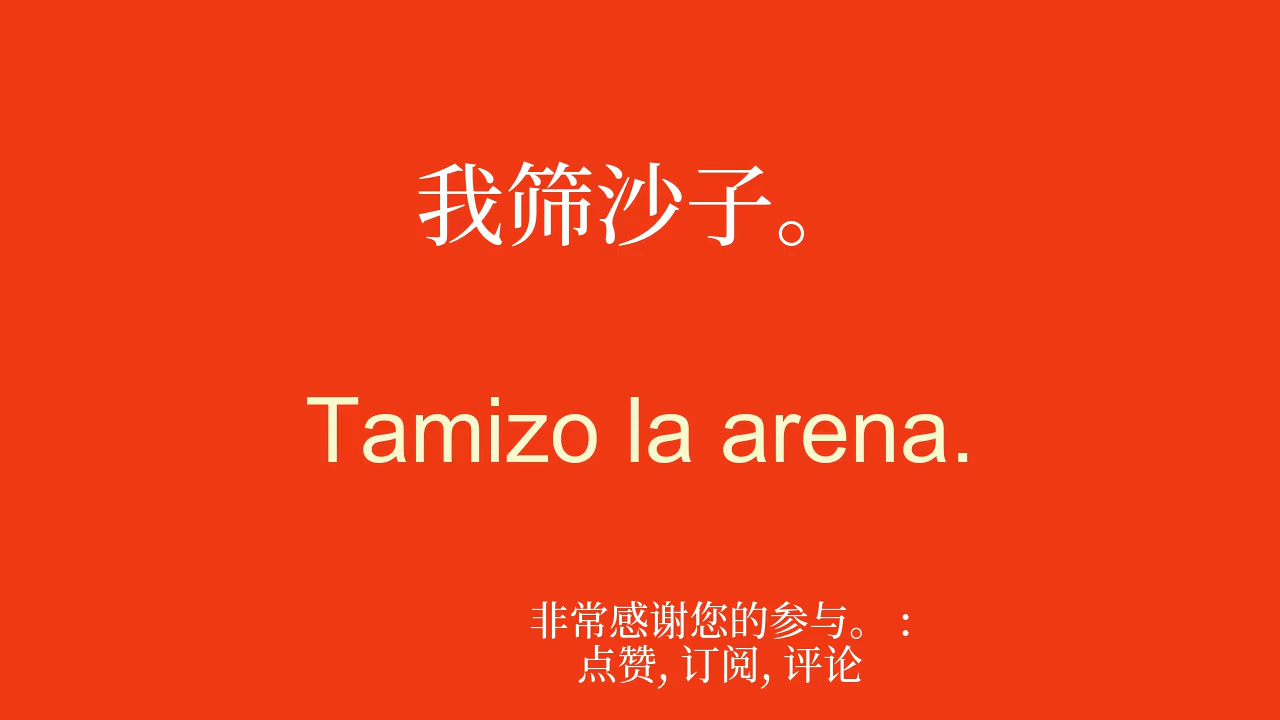 我筛沙子。
Tamizo la arena.
非常感谢您的参与。 :
点赞, 订阅, 评论